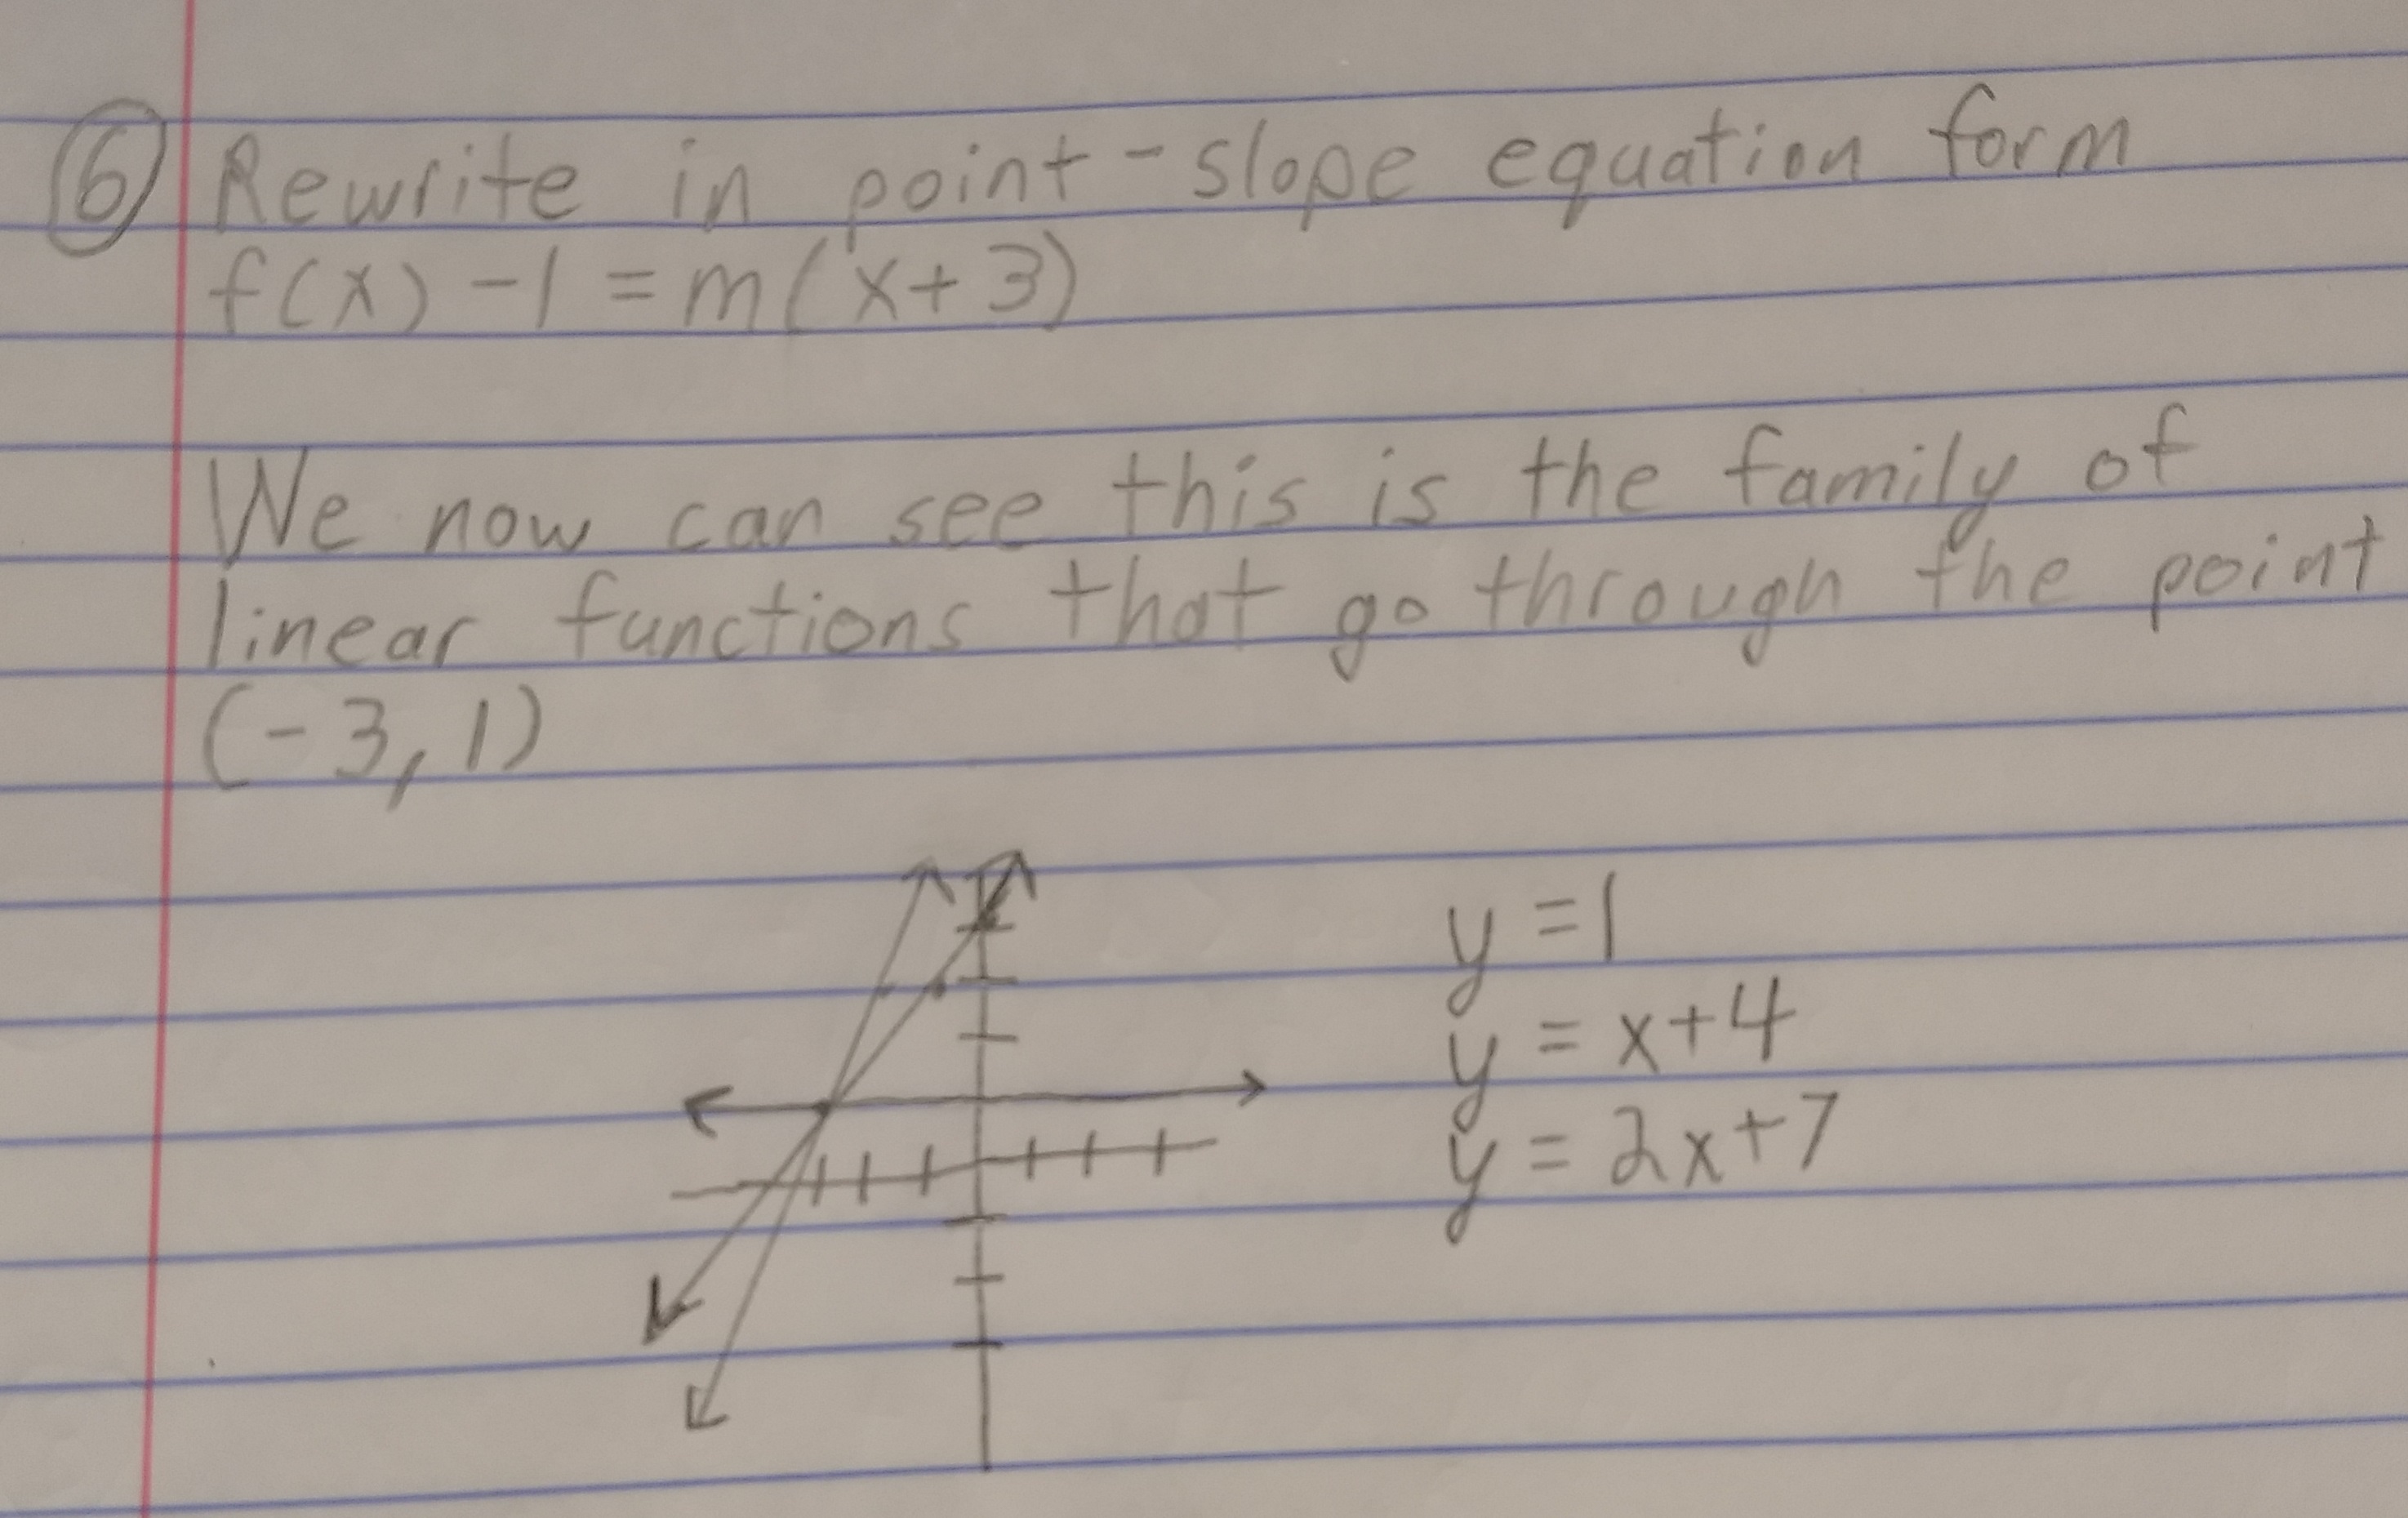 6 Rewrite in point-slope equation form
f(x) -1 = m(x+3)
We now can see this is the family of
linear functions that go through the point
(-3,1)
y =1
y = x+4
y = 2x+7